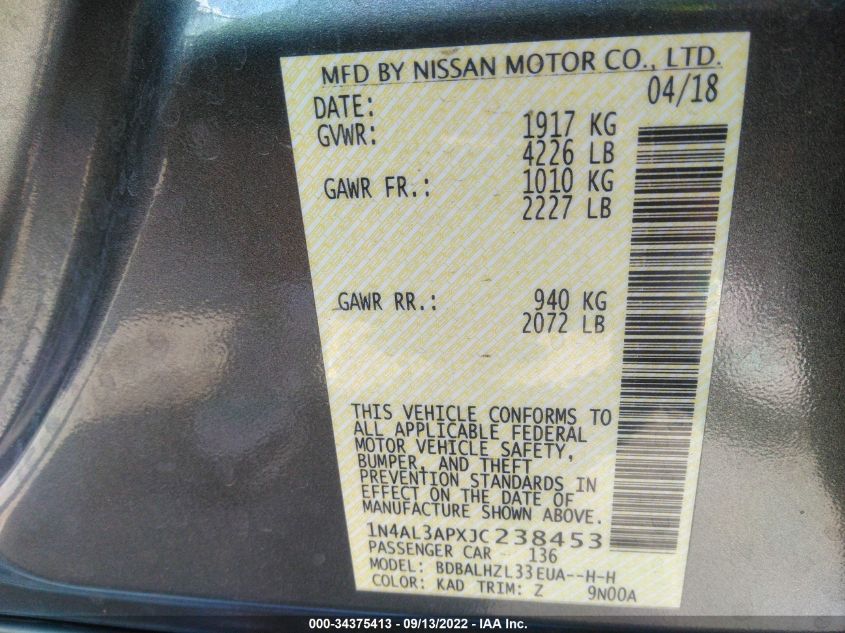 MFD BY NISSAN MOTOR CO., LTD.
DATE: 04/18
GVWR: 1917 KG
4226 LB
GAWR FR.: 1010 KG
2227 LB
GAWR RR.: 940 KG
2072 LB
THIS VEHICLE CONFORMS TO
ALL APPLICABLE FEDERAL
MOTOR VEHICLE SAFETY,
BUMPER, AND THEFT
PREVENTION STANDARDS IN
EFFECT ON THE DATE OF
MANUFACTURE SHOWN ABOVE.
1N4AL3APXJC238453
PASSENGER CAR - 136
MODEL: BDBALHZL33EUA--H-H
COLOR: KAD TRIM: Z 9N00A
000-34375413 - 09/13/2022 - IAA Inc.